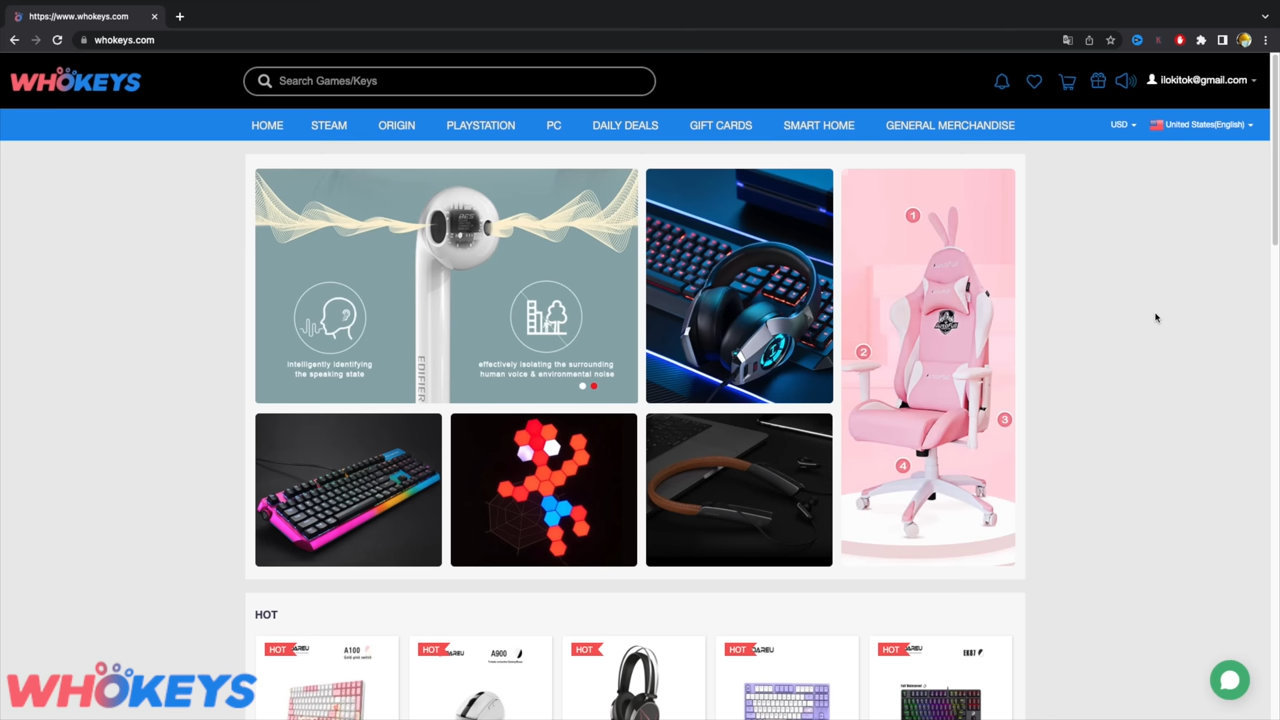 https://www.whokeys.com
whokeys.com
WHOKEYS
Search Games/Keys
ilokitok@gmail.com
HOME STEAM ORIGIN PLAYSTATION PC DAILY DEALS GIFT CARDS SMART HOME GENERAL MERCHANDISE
USD United States(English)
intelligently identifying
the speaking state
EDIFIER
effectively isolating the surrounding
human voice & environmental noise
1
2
3
4
HOT
HOT
A100
HOT
A900
HOT
HOT
HOT
EK87
WHOKEYS